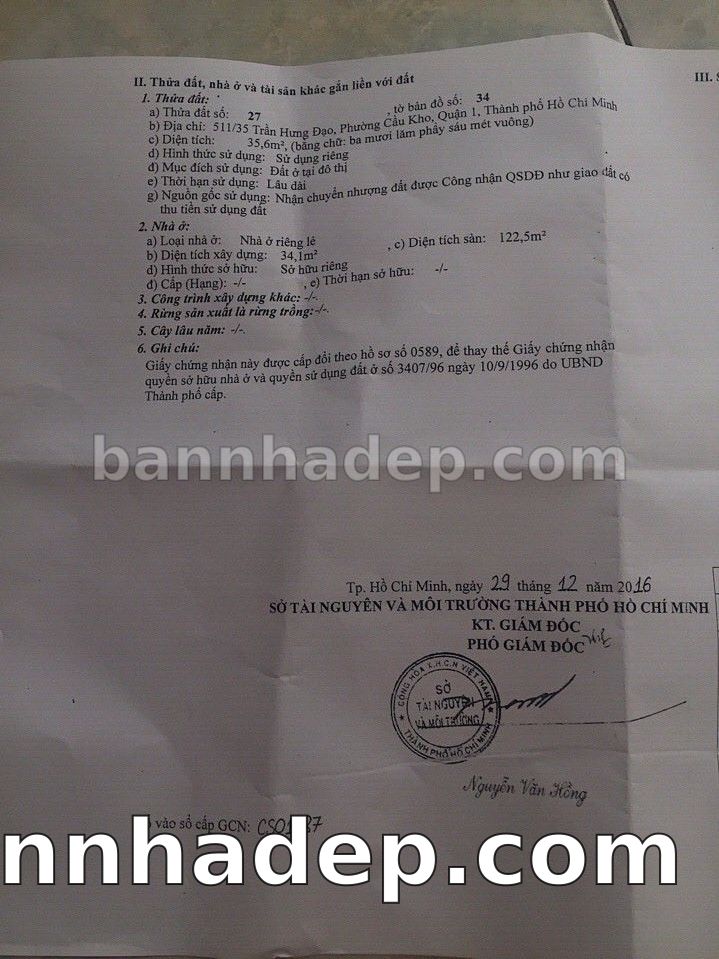 II. Thửa đất, nhà ở và tài sản khác gắn liền với đất
III. S
1. Thửa đất:
a) Thửa đất số: 27 , tờ bản đồ số: 34
b) Địa chỉ: 511/35 Trần Hưng Đạo, Phường Cầu Kho, Quận 1, Thành phố Hồ Chí Minh
c) Diện tích: 35,6m², (bằng chữ: ba mươi lăm phẩy sáu mét vuông)
d) Hình thức sử dụng: Sử dụng riêng
đ) Mục đích sử dụng: Đất ở tại đô thị
e) Thời hạn sử dụng: Lâu dài
g) Nguồn gốc sử dụng: Nhận chuyển nhượng đất được Công nhận QSDĐ như giao đất có
thu tiền sử dụng đất
2. Nhà ở:
a) Loại nhà ở: Nhà ở riêng lẻ
b) Diện tích xây dựng: 34,1m² , c) Diện tích sàn: 122,5m²
d) Hình thức sở hữu: Sở hữu riêng
đ) Cấp (Hạng): -/- , e) Thời hạn sở hữu: -/-
3. Công trình xây dựng khác: -/-.
4. Rừng sản xuất là rừng trồng:-/-.
5. Cây lâu năm: -/-.
6. Ghi chú:
Giấy chứng nhận này được cấp đổi theo hồ sơ số 0589, để thay thế Giấy chứng nhận
quyền sở hữu nhà ở và quyền sử dụng đất ở số 3407/96 ngày 10/9/1996 do UBND
Thành phố cấp.
bannhadep.com
Tp. Hồ Chí Minh, ngày 29 tháng 12 năm 2016
SỞ TÀI NGUYÊN VÀ MÔI TRƯỜNG THÀNH PHỐ HỒ CHÍ MINH
KT. GIÁM ĐỐC
PHÓ GIÁM ĐỐC
CỘNG HÒA X.H.C.N VIỆT NAM
SỞ
TÀI NGUYÊN
VÀ MÔI TRƯỜNG
THÀNH PHỐ HỒ CHÍ MINH
Nguyễn Văn Hồng
vào sổ cấp GCN:
nnhadep.com